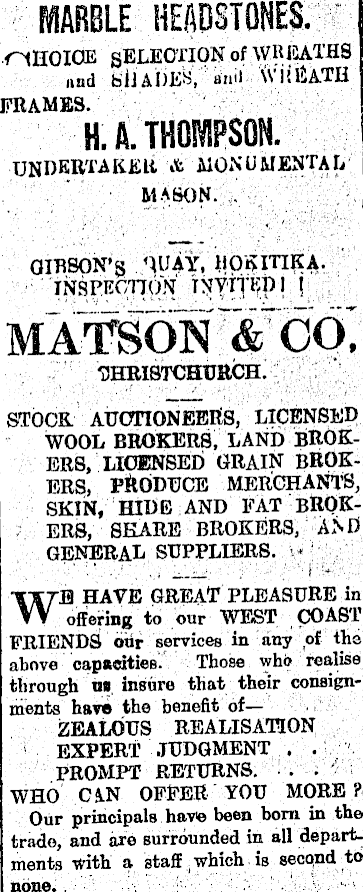 MARBLE HEADSTONES.
CHOICE SELECTION of WREATHS
and SHADES, and WREATH
FRAMES.
H. A. THOMPSON.
UNDERTAKER & MONUMENTAL
MASON.
GIBSON'S QUAY, HOKITIKA.
INSPECTION INVITED! !
MATSON & CO,
CHRISTCHURCH.
STOCK AUCTIONEERS, LICENSED
WOOL BROKERS, LAND BROK-
ERS, LICENSED GRAIN BROK-
ERS, PRODUCE MERCHANTS,
SKIN, HIDE AND FAT BROK-
ERS, SHARE BROKERS, AND
GENERAL SUPPLIERS.
WE HAVE GREAT PLEASURE in
offering to our WEST COAST
FRIENDS our services in any of the
above capacities. Those who realise
through us insure that their consign-
ments have the benefit of—
ZEALOUS REALISATION
EXPERT JUDGMENT . .
PROMPT RETURNS. . . .
WHO CAN OFFER YOU MORE?
Our principals have been born in the
trade, and are surrounded in all depart-
ments with a staff which is second to
none.